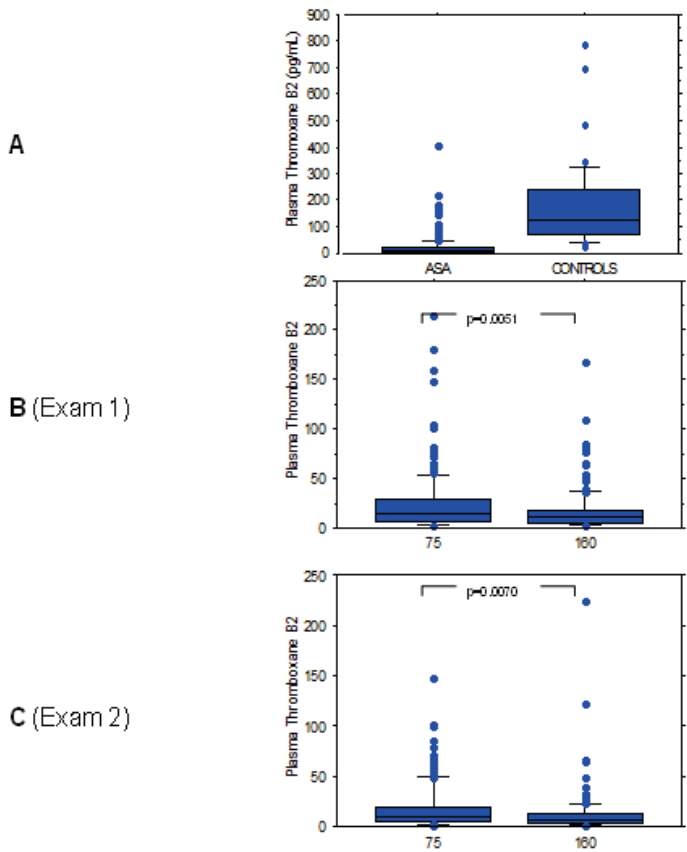 A
Plasma Thromoxane B2 (pg/mL)
900
800
700
600
500
400
300
200
100
0
ASA CONTROLS
B (Exam 1)
Plasma Thromboxane B2
250
200
150
100
50
0
p=0.0051
75 160
C (Exam 2)
Plasma Thromboxane B2
250
200
150
100
50
0
p=0.0070
75 160